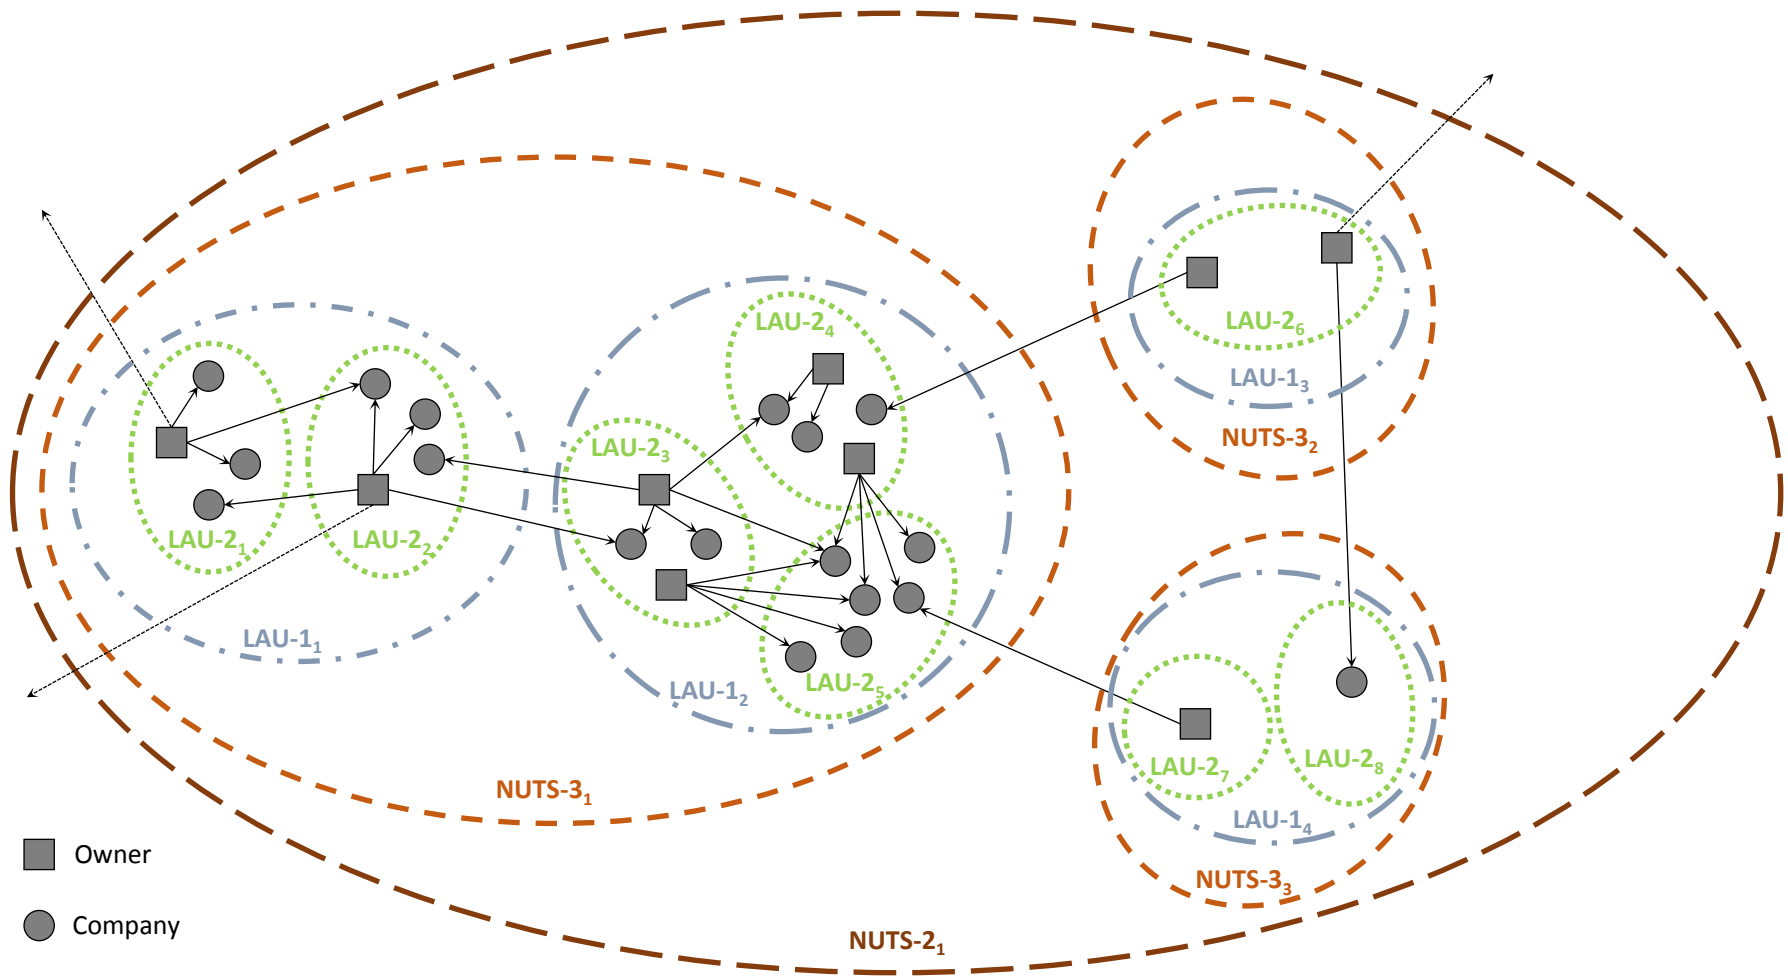 LAU-2₄
LAU-2₆
LAU-1₃
NUTS-3₂
LAU-2₃
LAU-2₁
LAU-2₂
LAU-1₁
LAU-2₅
LAU-1₂
LAU-2₇
LAU-2₈
NUTS-3₁
LAU-1₄
Owner
NUTS-3₃
Company
NUTS-2₁